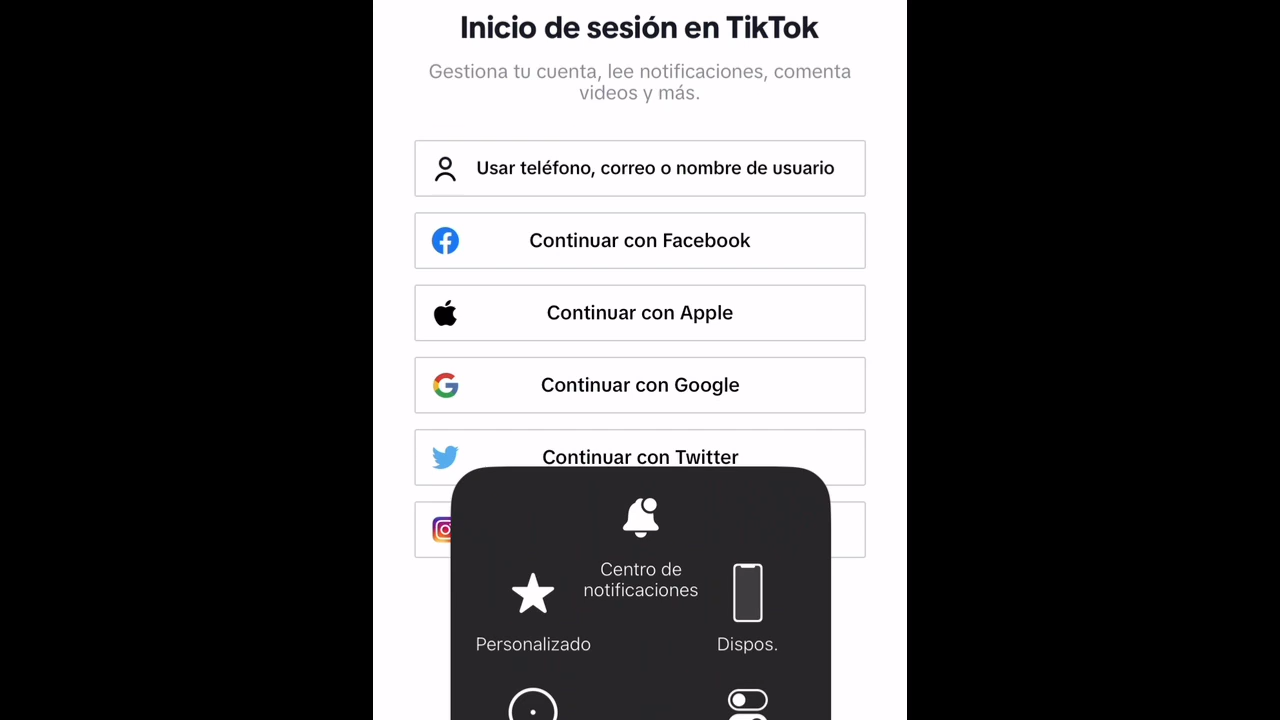 Inicio de sesión en TikTok
Gestiona tu cuenta, lee notificaciones, comenta
videos y más.
Usar teléfono, correo o nombre de usuario
Continuar con Facebook
Continuar con Apple
Continuar con Google
Continuar con Twitter
Centro de
notificaciones
Personalizado
Dispos.